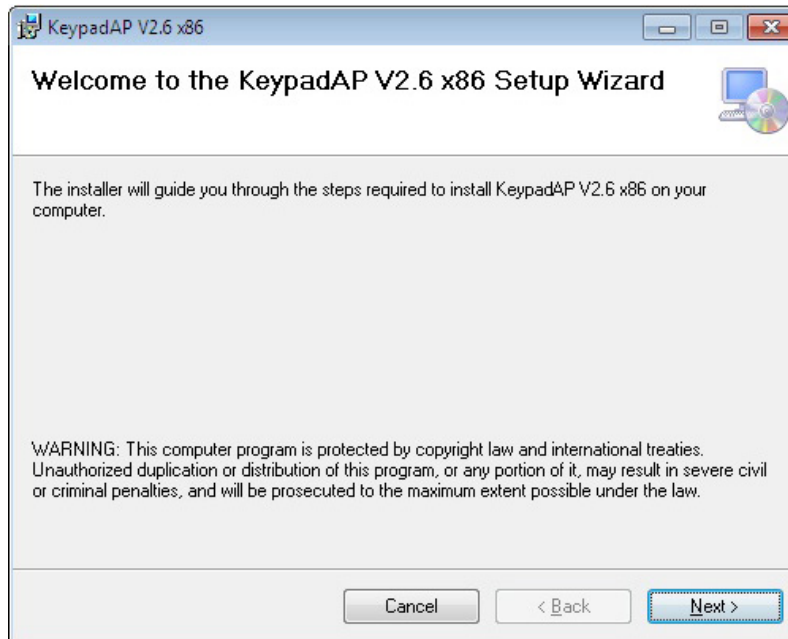 KeypadAP V2.6 x86
Welcome to the KeypadAP V2.6 x86 Setup Wizard
The installer will guide you through the steps required to install KeypadAP V2.6 x86 on your
computer.
WARNING: This computer program is protected by copyright law and international treaties.
Unauthorized duplication or distribution of this program, or any portion of it, may result in severe civil
or criminal penalties, and will be prosecuted to the maximum extent possible under the law.
Cancel < Back Next >